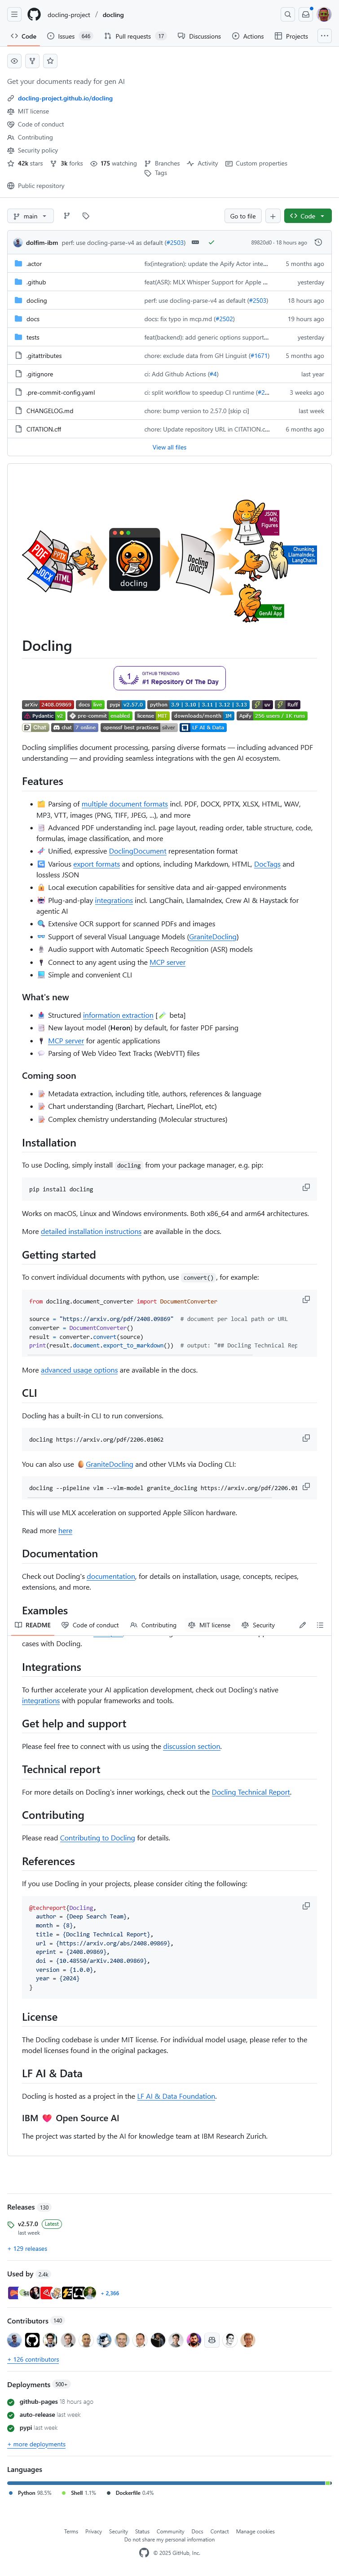 docling-project / docling
Code
Issues 646
Pull requests 17
Discussions
Actions
Projects
Get your documents ready for gen AI
docling-project.github.io/docling
MIT license
Code of conduct
Contributing
Security policy
42k stars 3k forks 175 watching Branches Activity Custom properties
Tags
Public repository
main
Go to file
Code
dolfim-ibm perf: use docling-parse-v4 as default (#2503) 89820d0 · 18 hours ago
.actor fix(integration): update the Apify Actor inte… 5 months ago
.github feat(ASR): MLX Whisper Support for Apple … yesterday
docling perf: use docling-parse-v4 as default (#2503) 18 hours ago
docs docs: fix typo in mcp.md (#2502) 19 hours ago
tests feat(backend): add generic options support… yesterday
.gitattributes chore: exclude data from GH Linguist (#1671) 5 months ago
.gitignore ci: Add Github Actions (#4) last year
.pre-commit-config.yaml ci: split workflow to speedup CI runtime (#2… 3 weeks ago
CHANGELOG.md chore: bump version to 2.57.0 [skip ci] last week
CITATION.cff chore: Update repository URL in CITATION.c… 6 months ago
View all files
PDF
PPTX
DOCX
HTML
docling
Docling
(DOC)
JSON,
MD,
Figures
Chunking,
LlamaIndex,
LangChain
Your
GenAI App
Docling
1 GITHUB TRENDING
#1 Repository Of The Day
arXiv 2408.09869 docs live pypi v2.57.0 python 3.9 | 3.10 | 3.11 | 3.12 | 3.13 uv Ruff
Pydantic v2 pre-commit enabled license MIT downloads/month 1M Apify
Chat chat 7 online openssf best practices silver LF AI & Data
Docling simplifies document processing, parsing diverse formats — including advanced PDF
understanding — and providing seamless integrations with the gen AI ecosystem.
Features
• Parsing of multiple document formats incl. PDF, DOCX, PPTX, XLSX, HTML, WAV,
MP3, VTT, images (PNG, TIFF, JPEG, ...), and more
• Advanced PDF understanding incl. page layout, reading order, table structure, code,
formulas, image classification, and more
• Unified, expressive DoclingDocument representation format
• Various export formats and options, including Markdown, HTML, DocTags and
lossless JSON
• Local execution capabilities for sensitive data and air-gapped environments
• Plug-and-play integrations incl. LangChain, LlamaIndex, Crew AI & Haystack for
agentic AI
• Extensive OCR support for scanned PDFs and images
• Support of several Visual Language Models (GraniteDocling)
• Audio support with Automatic Speech Recognition (ASR) models
• Connect to any agent using the MCP server
• Simple and convenient CLI
What's new
• Structured information extraction [ beta]
• New layout model (Heron) by default, for faster PDF parsing
• MCP server for agentic applications
• Parsing of Web Video Text Tracks (WebVTT) files
Coming soon
• Metadata extraction, including title, authors, references & language
• Chart understanding (Barchart, Piechart, LinePlot, etc)
• Complex chemistry understanding (Molecular structures)
Installation
To use Docling, simply install docling from your package manager, e.g. pip:
pip install docling
Works on macOS, Linux and Windows environments. Both x86_64 and arm64 architectures.
More detailed installation instructions are available in the docs.
Getting started
To convert individual documents with python, use convert(), for example:
from docling.document_converter import DocumentConverter
source = "https://arxiv.org/pdf/2408.09869" # document per local path or URL
converter = DocumentConverter()
result = converter.convert(source)
print(result.document.export_to_markdown()) # output: "## Docling Technical Rep
More advanced usage options are available in the docs.
CLI
Docling has a built-in CLI to run conversions.
docling https://arxiv.org/pdf/2206.01062
You can also use GraniteDocling and other VLMs via Docling CLI:
docling --pipeline vlm --vlm-model granite_docling https://arxiv.org/pdf/2206.01
This will use MLX acceleration on supported Apple Silicon hardware.
Read more here
Documentation
Check out Docling's documentation, for details on installation, usage, concepts, recipes,
extensions, and more.
Examples
README Code of conduct Contributing MIT license Security
cases with Docling.
Integrations
To further accelerate your AI application development, check out Docling's native
integrations with popular frameworks and tools.
Get help and support
Please feel free to connect with us using the discussion section.
Technical report
For more details on Docling's inner workings, check out the Docling Technical Report.
Contributing
Please read Contributing to Docling for details.
References
If you use Docling in your projects, please consider citing the following:
@techreport{Docling,
author = {Deep Search Team},
month = {8},
title = {Docling Technical Report},
url = {https://arxiv.org/abs/2408.09869},
eprint = {2408.09869},
doi = {10.48550/arXiv.2408.09869},
version = {1.0.0},
year = {2024}
}
License
The Docling codebase is under MIT license. For individual model usage, please refer to the
model licenses found in the original packages.
LF AI & Data
Docling is hosted as a project in the LF AI & Data Foundation.
IBM ❤️ Open Source AI
The project was started by the AI for knowledge team at IBM Research Zurich.
Releases 130
v2.57.0 Latest
last week
+ 129 releases
Used by 2.4k
+ 2,366
Contributors 140
+ 126 contributors
Deployments 500+
github-pages 18 hours ago
auto-release last week
pypi last week
+ more deployments
Languages
Python 98.5% Shell 1.1% Dockerfile 0.4%
Terms Privacy Security Status Community Docs Contact Manage cookies
Do not share my personal information
© 2025 GitHub, Inc.